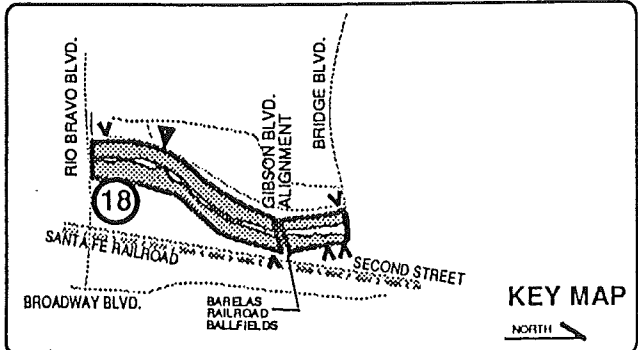 RIO BRAVO BLVD.
GIBSON BLVD.
ALIGNMENT
BRIDGE BLVD.
18
SANTA FE RAILROAD
SECOND STREET
BROADWAY BLVD.
BARELAS
RAILROAD
BALLFIELDS
KEY MAP
NORTH